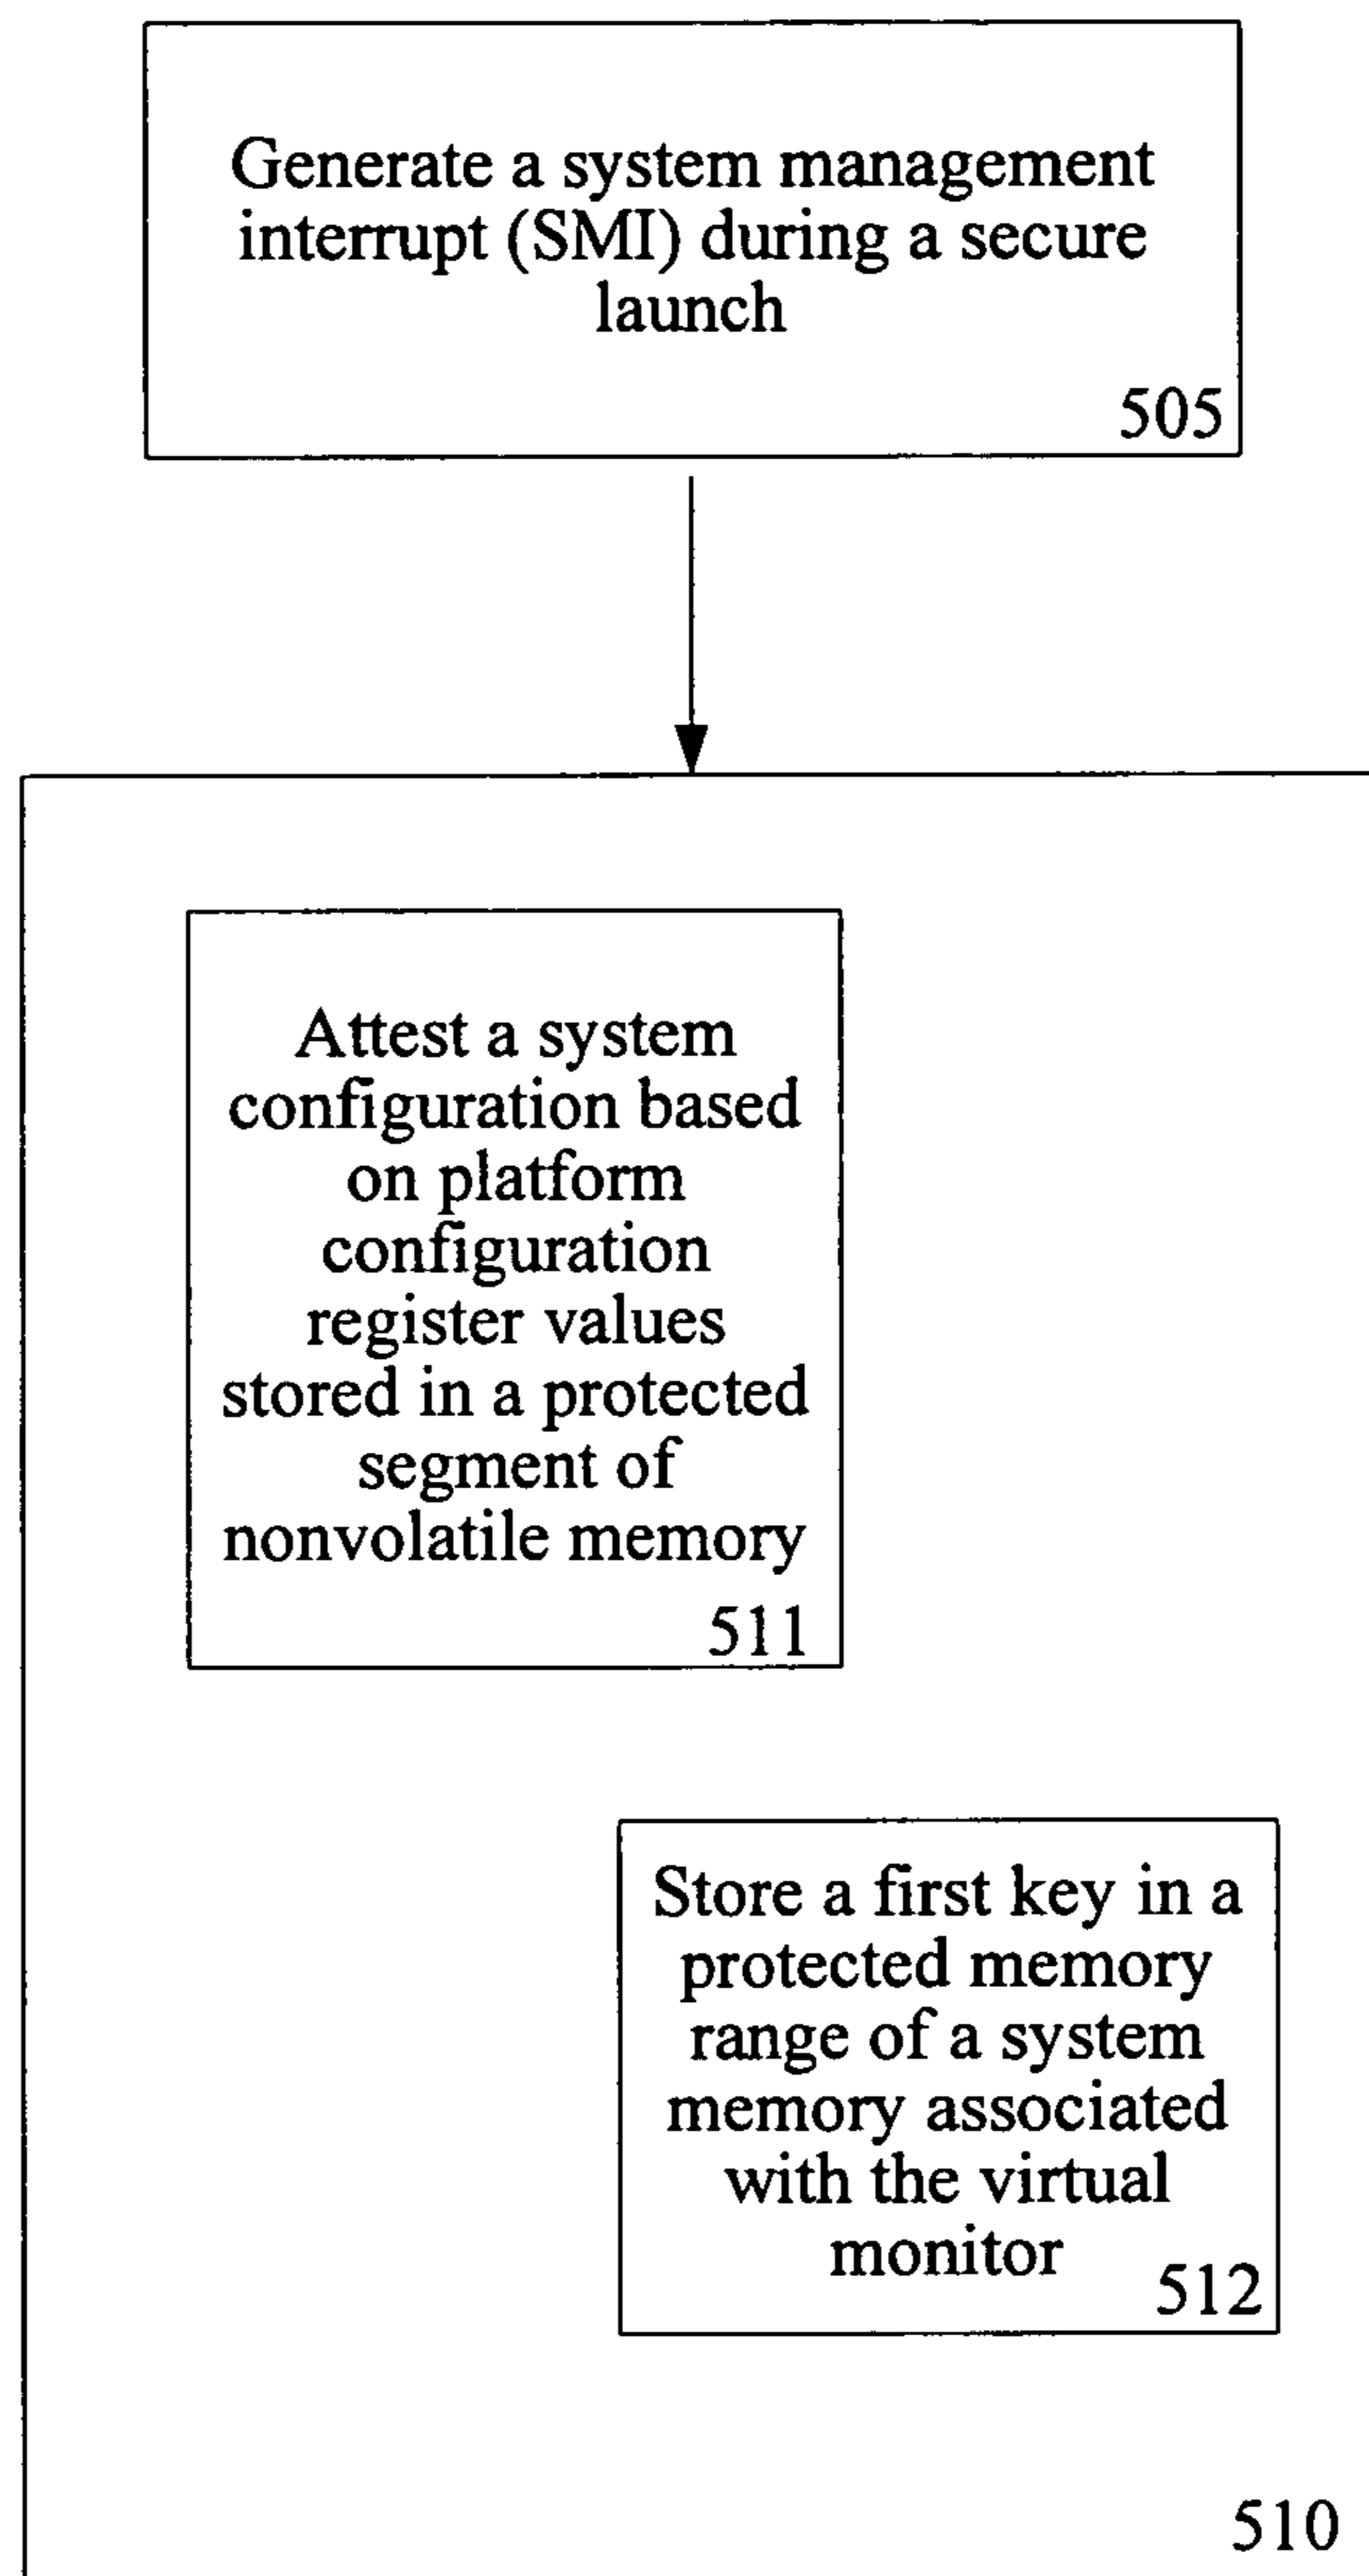 Generate a system management
interrupt (SMI) during a secure
launch
505
Attest a system
configuration based
on platform
configuration
register values
stored in a protected
segment of
nonvolatile memory
511
Store a first key in a
protected memory
range of a system
memory associated
with the virtual
monitor
512
510